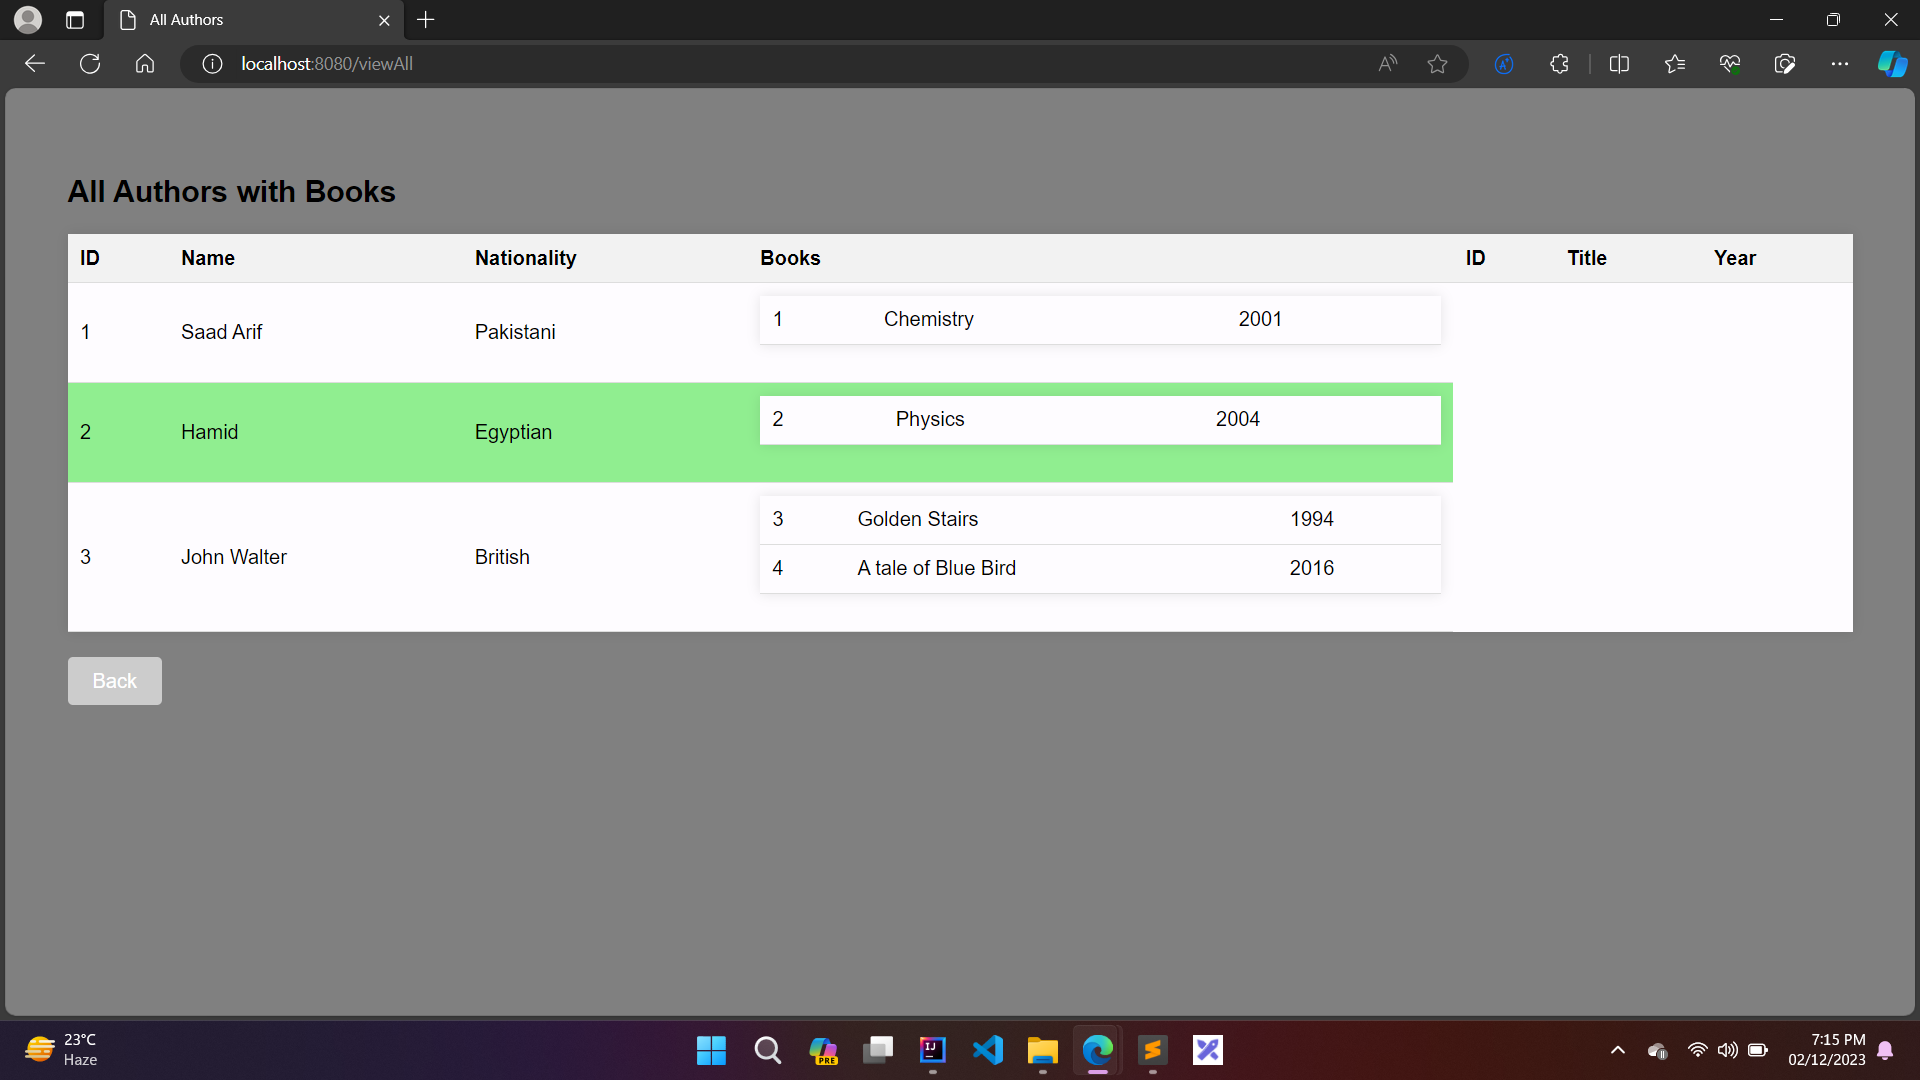 All Authors
localhost:8080/viewAll
All Authors with Books
ID Name Nationality Books ID Title Year
1 Saad Arif Pakistani 1 Chemistry 2001
2 Hamid Egyptian 2 Physics 2004
3 John Walter British 3 Golden Stairs 1994
4 A tale of Blue Bird 2016
Back
23°C
Haze
PRE
IJ
7:15 PM
02/12/2023